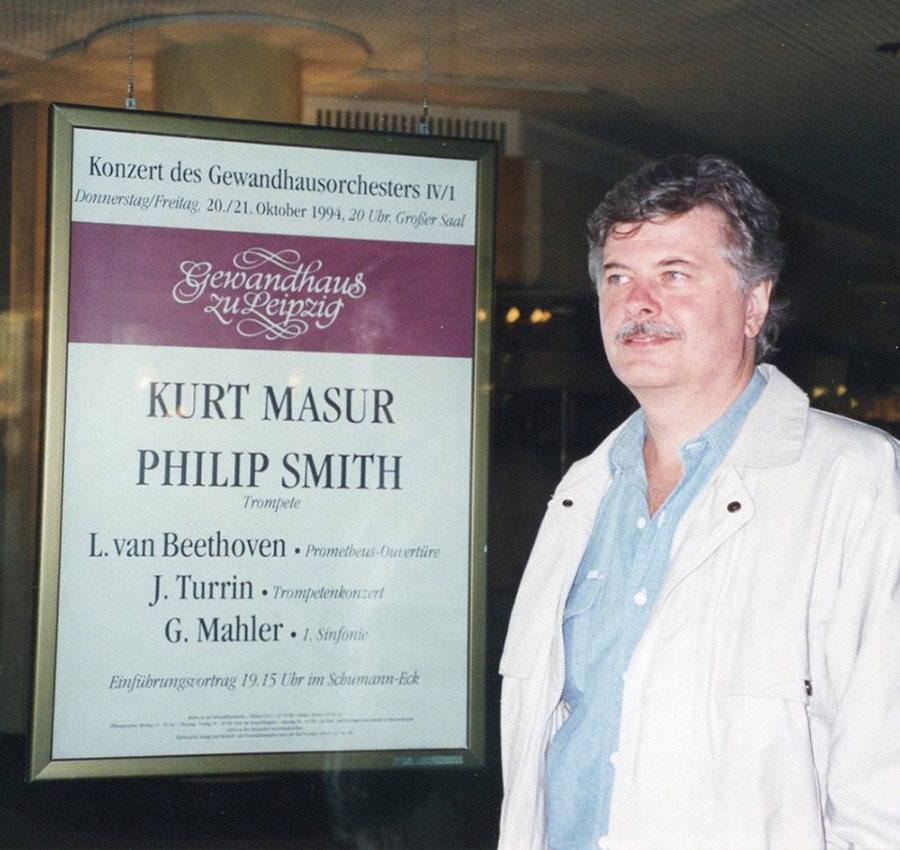 Konzert des Gewandhausorchesters IV/1
Donnerstag/Freitag, 20./21. Oktober 1994, 20 Uhr, Großer Saal
Gewandhaus
zu Leipzig
KURT MASUR
PHILIP SMITH
Trompete
L. van Beethoven • Prometheus-Ouvertüre
J. Turrin • Trompetenkonzert
G. Mahler • 1. Sinfonie
Einführungsvortrag 19.15 Uhr im Schumann-Eck